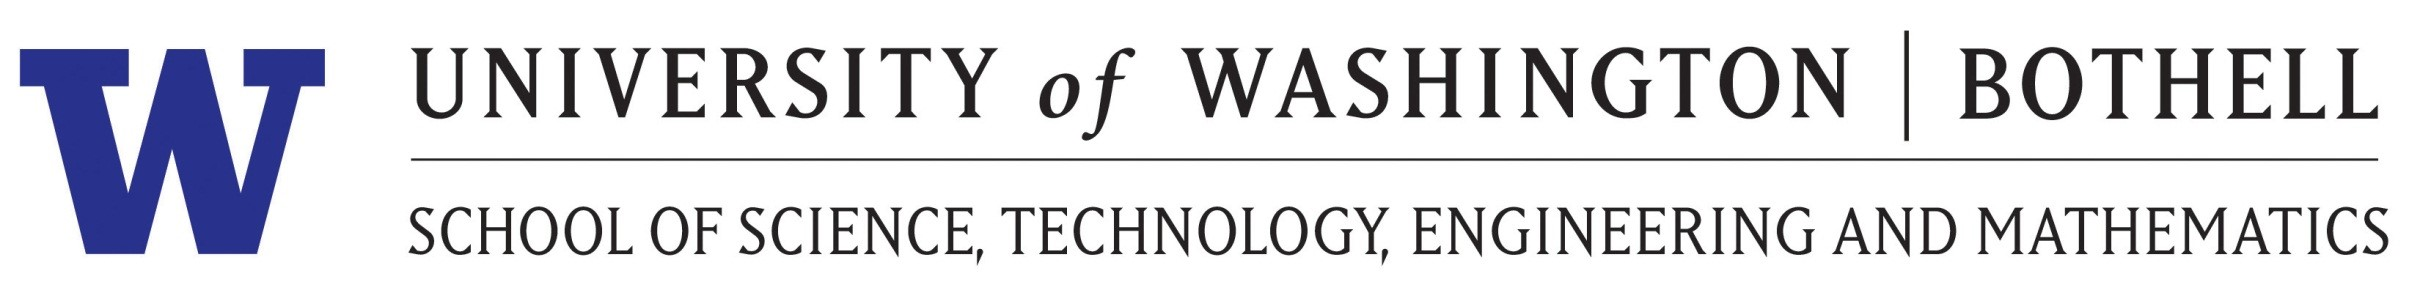 W
UNIVERSITY of WASHINGTON | BOTHELL
SCHOOL OF SCIENCE, TECHNOLOGY, ENGINEERING AND MATHEMATICS